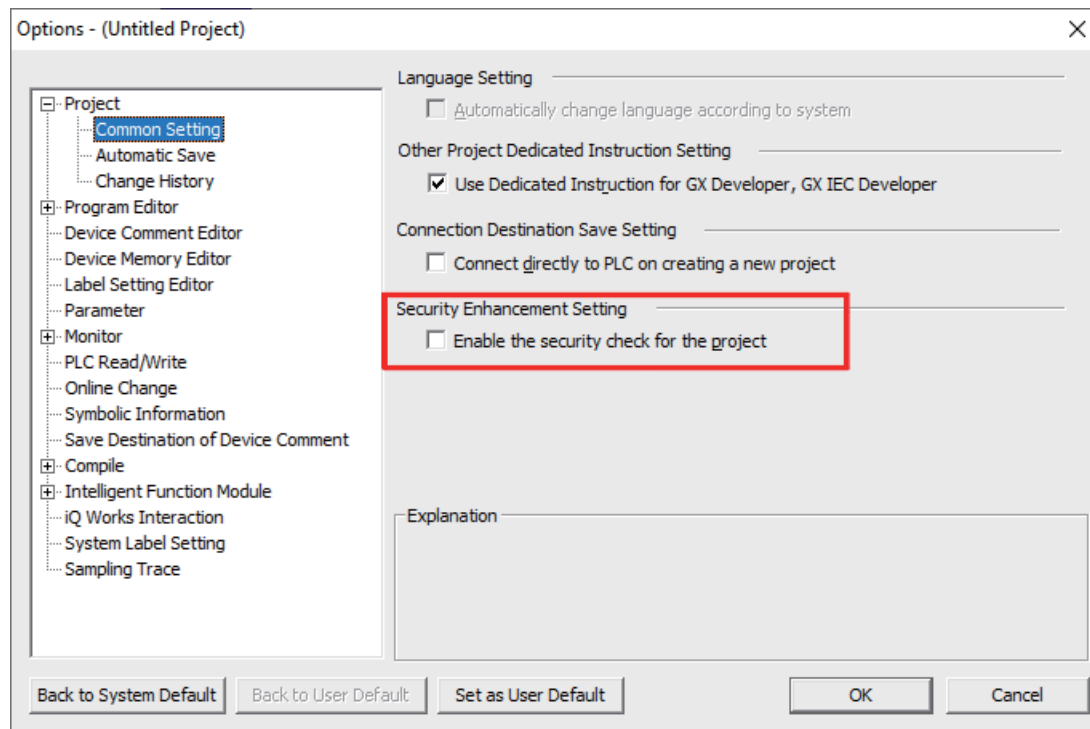 Options - (Untitled Project)
Project
Common Setting
Automatic Save
Change History
Program Editor
Device Comment Editor
Device Memory Editor
Label Setting Editor
Parameter
Monitor
PLC Read/Write
Online Change
Symbolic Information
Save Destination of Device Comment
Compile
Intelligent Function Module
iQ Works Interaction
System Label Setting
Sampling Trace
Language Setting
Automatically change language according to system
Other Project Dedicated Instruction Setting
Use Dedicated Instruction for GX Developer, GX IEC Developer
Connection Destination Save Setting
Connect directly to PLC on creating a new project
Security Enhancement Setting
Enable the security check for the project
Explanation
Back to System Default
Back to User Default
Set as User Default
OK
Cancel